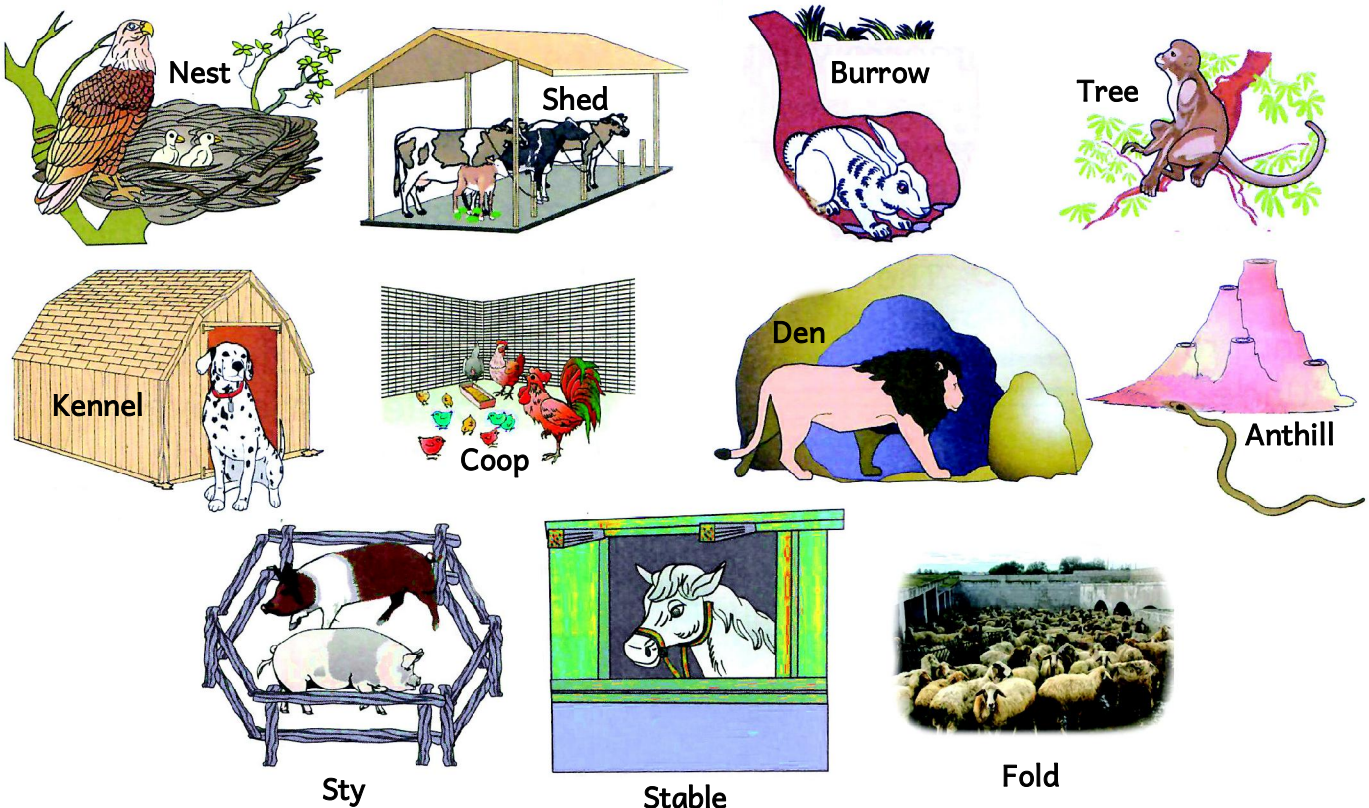 Nest
Shed
Burrow
Tree
Kennel
Coop
Den
Anthill
Sty
Stable
Fold